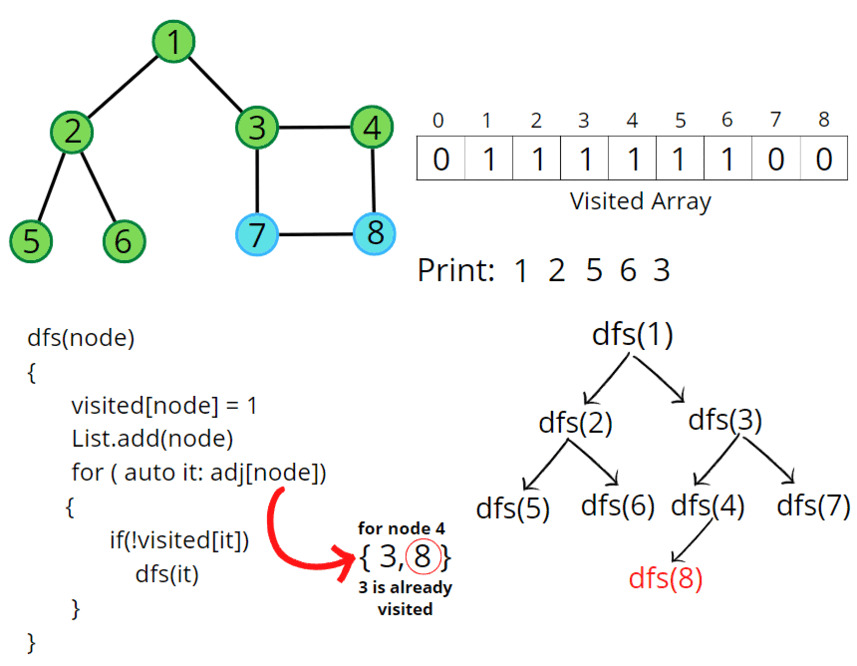 1
2
3
4
5
6
7
8
0 1 2 3 4 5 6 7 8
0 1 1 1 1 1 1 0 0
Visited Array
Print: 1 2 5 6 3
dfs(node)
{
visited[node] = 1
List.add(node)
for ( auto it: adj[node])
{
if(!visited[it])
dfs(it)
}
}
for node 4
{ 3, 8 }
3 is already
visited
dfs(1)
dfs(2) dfs(3)
dfs(5) dfs(6) dfs(4) dfs(7)
dfs(8)